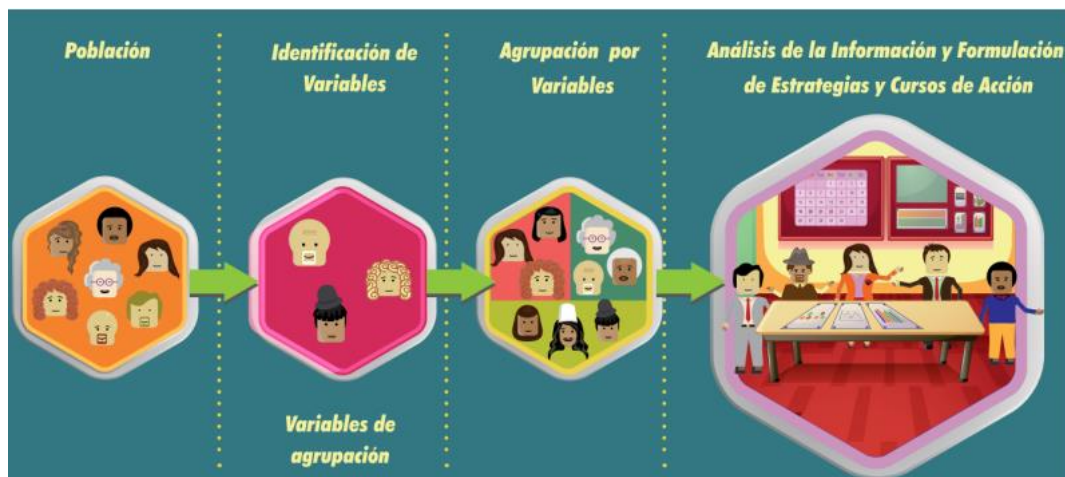 Población
Identificación de
Variables
Agrupación por
Variables
Análisis de la Información y Formulación
de Estrategias y Cursos de Acción
Variables de
agrupación